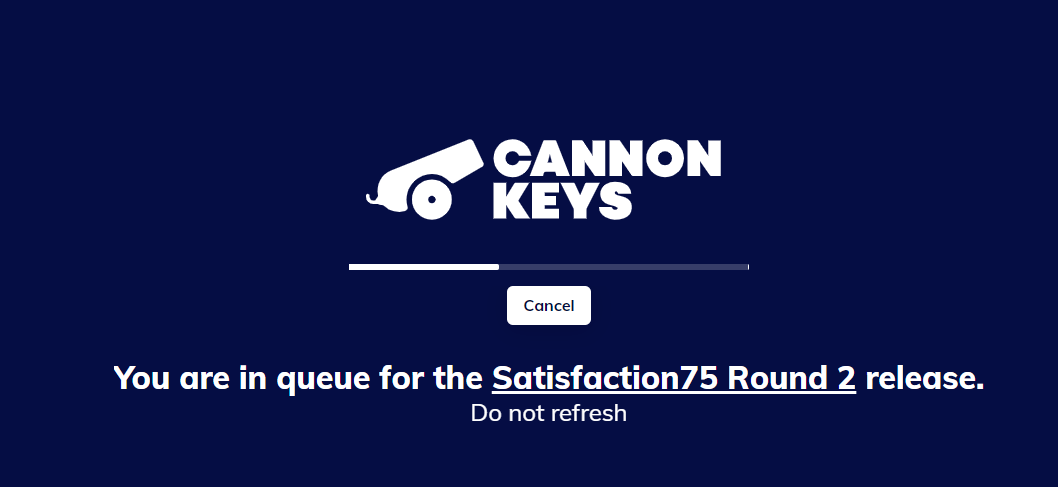 CANNON
KEYS
Cancel
You are in queue for the Satisfaction75 Round 2 release.
Do not refresh